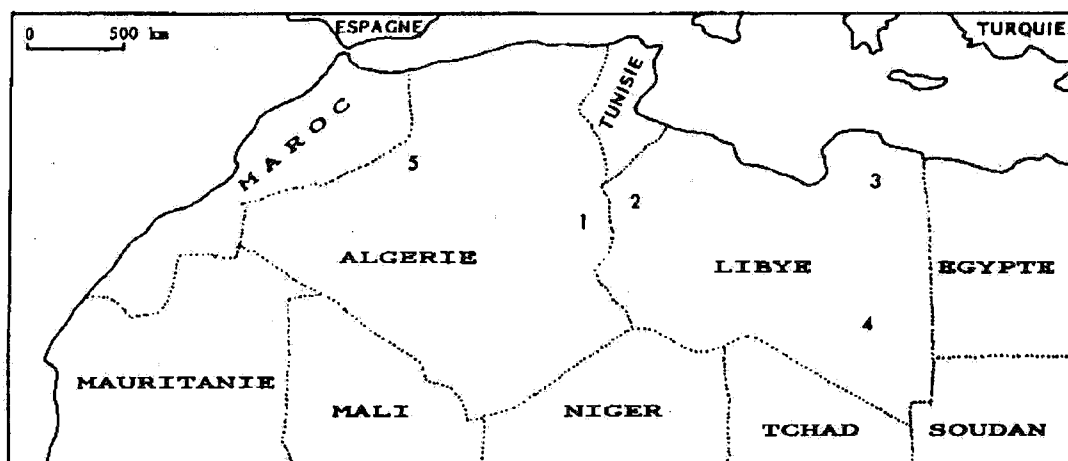 ESPAGNE
TURQUIE
0 500 km
TUNISIE
MAROC
5
3
1
2
ALGERIE
LIBYE
EGYPTE
4
MAURITANIE
MALI
NIGER
TCHAD
SOUDAN